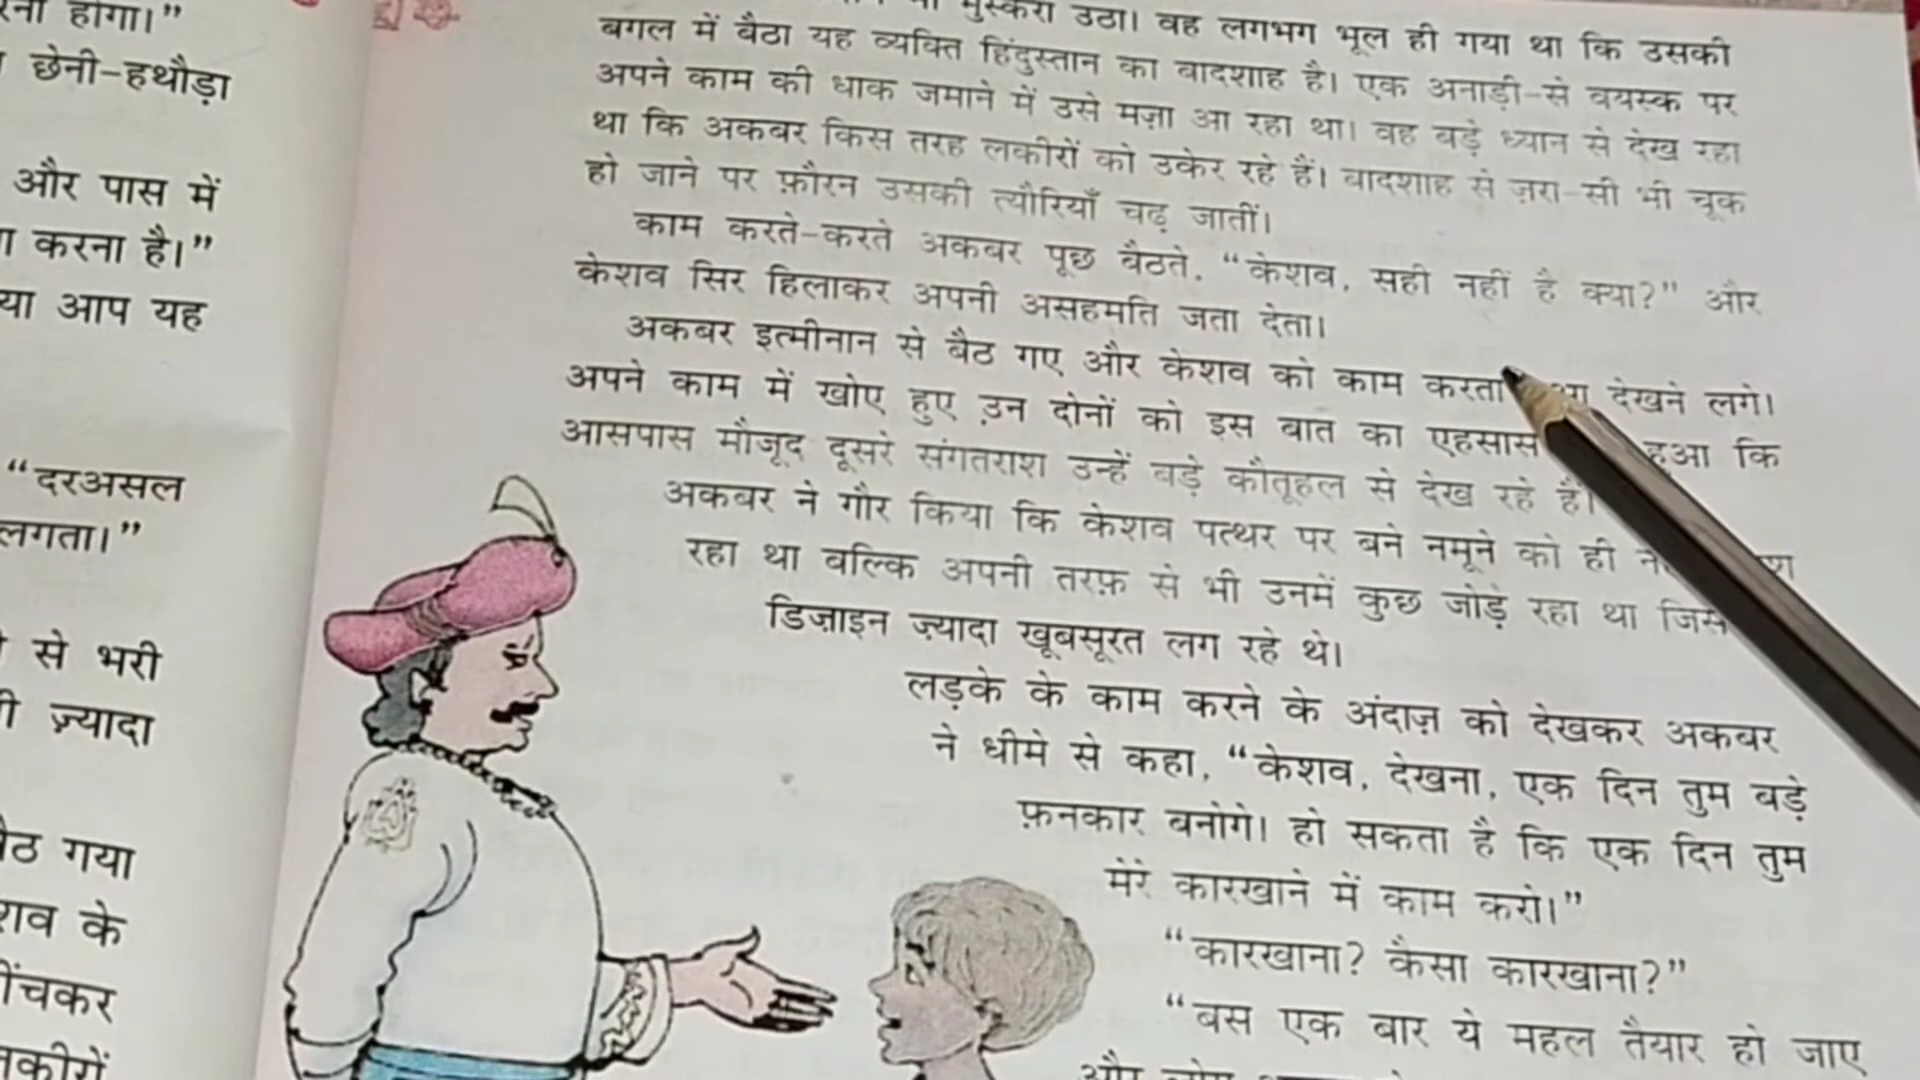 होगा।”
छेनी-हथौड़ा
और पास में
करना है।”
या आप यह
“दरअसल
लगता।”
से भरी
ज़्यादा
बैठ गया
के
मुस्करा उठा। वह लगभग भूल ही गया था कि उसकी
बगल में बैठा यह व्यक्ति हिंदुस्तान का बादशाह है। एक अनाड़ी-से वयस्क पर
अपने काम की धाक जमाने में उसे मज़ा आ रहा था। वह बड़े ध्यान से देख रहा
था कि अकबर किस तरह लकीरों को उकेर रहे हैं। बादशाह से ज़रा-सी भी चूक
हो जाने पर फ़ौरन उसकी त्यौरियाँ चढ़ जातीं।
काम करते-करते अकबर पूछ बैठते, “केशव, सही नहीं है क्या?” और
केशव सिर हिलाकर अपनी असहमति जता देता।
अकबर इत्मीनान से बैठ गए और केशव को काम करता देखने लगे।
अपने काम में खोए हुए उन दोनों को इस बात का एहसास हुआ कि
आसपास मौजूद दूसरे संगतराश उन्हें बड़े कौतूहल से देख रहे हैं।
अकबर ने गौर किया कि केशव पत्थर पर बने नमूने को ही
रहा था बल्कि अपनी तरफ़ से भी उनमें कुछ जोड़े रहा था
डिज़ाइन ज़्यादा खूबसूरत लग रहे थे।
लड़के के काम करने के अंदाज़ को देखकर अकबर
ने धीमे से कहा, “केशव, देखना, एक दिन तुम बड़े
फ़नकार बनोगे। हो सकता है कि एक दिन तुम
मेरे कारखाने में काम करो।”
“कारखाना? कैसा कारखाना?”
“बस एक बार ये महल तैयार हो जाए